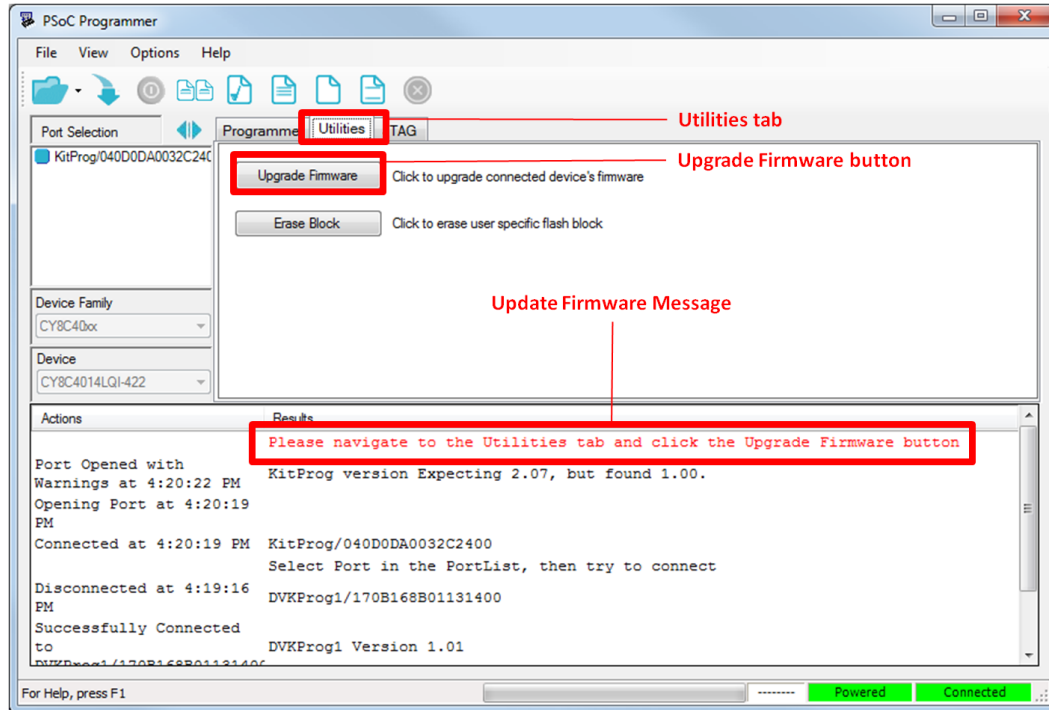 PSoC Programmer
File View Options Help
Port Selection
Programme
Utilities
TAG
Utilities tab
KitProg/040D0DA0032C240
Upgrade Firmware
Click to upgrade connected device's firmware
Upgrade Firmware button
Erase Block
Click to erase user specific flash block
Device Family
CY8C40xx
Device
CY8C4014LQI-422
Update Firmware Message
Actions Results
Please navigate to the Utilities tab and click the Upgrade Firmware button
Port Opened with
Warnings at 4:20:22 PM
KitProg version Expecting 2.07, but found 1.00.
Opening Port at 4:20:19
PM
Connected at 4:20:19 PM KitProg/040D0DA0032C2400
Select Port in the PortList, then try to connect
Disconnected at 4:19:16
PM
DVKProg1/170B168B01131400
Successfully Connected
to DVKProg1 Version 1.01
DVKProg1/170B168B01131400
For Help, press F1
--------
Powered
Connected